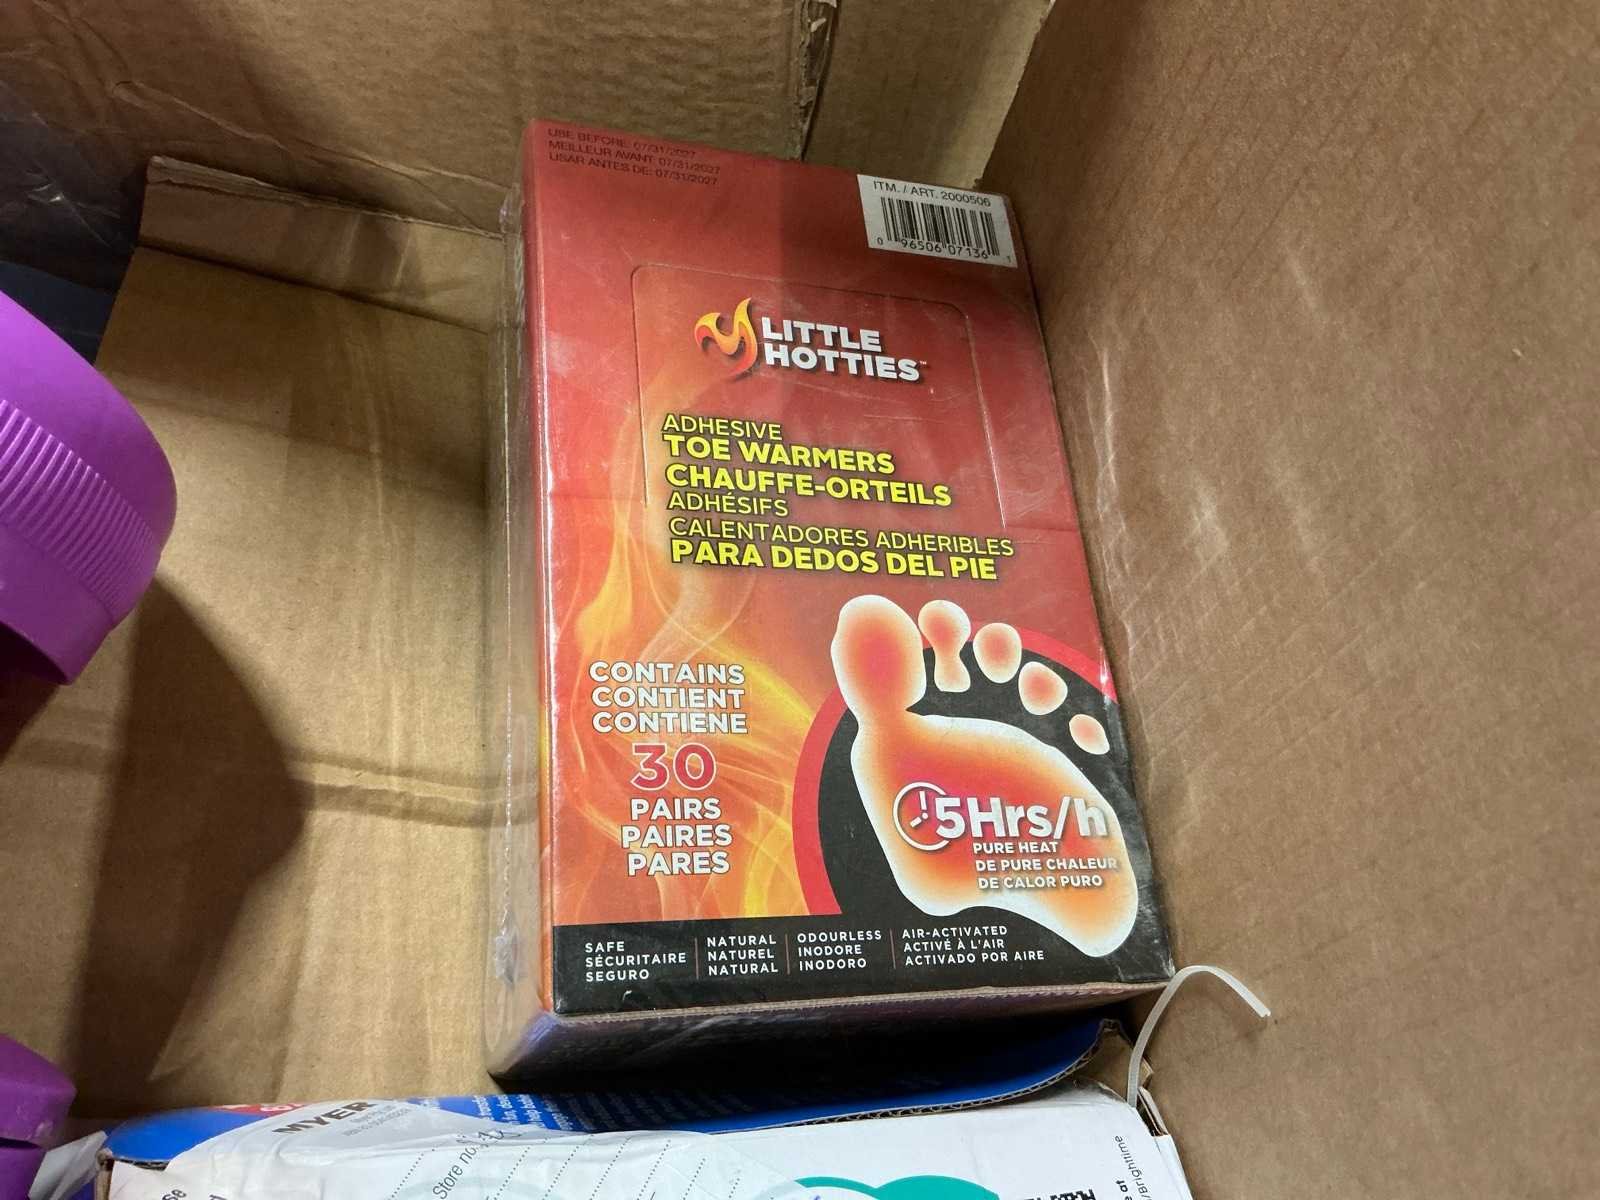 USE BEFORE: 07/31/2027
MEILLEUR AVANT: 07/31/2027
USAR ANTES DE: 07/31/2027
ITM. / ART. 2000506
0 96506 07136 1
LITTLE
HOTTIES™
ADHESIVE
TOE WARMERS
CHAUFFE-ORTEILS
ADHÉSIFS
CALENTADORES ADHERIBLES
PARA DEDOS DEL PIE
CONTAINS
CONTIENT
CONTIENE
30
PAIRS
PAIRES
PARES
5Hrs/h
PURE HEAT
DE PURE CHALEUR
DE CALOR PURO
SAFE
SÉCURITAIRE
SEGURO
NATURAL
NATUREL
NATURAL
ODOURLESS
INODORE
INODORO
AIR-ACTIVATED
ACTIVÉ À L'AIR
ACTIVADO POR AIRE
MYER
Store no